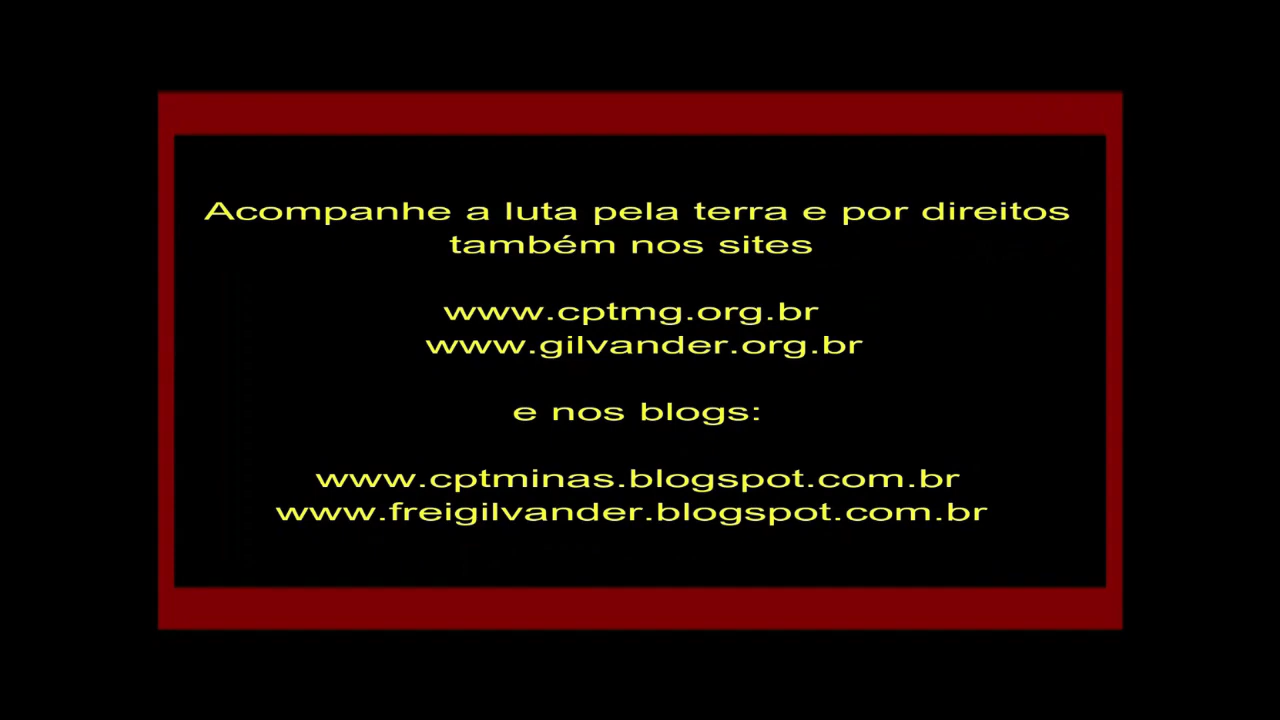 Acompanhe a luta pela terra e por direitos
também nos sites
www.cptmg.org.br
www.gilvander.org.br
e nos blogs:
www.cptminas.blogspot.com.br
www.freigilvander.blogspot.com.br